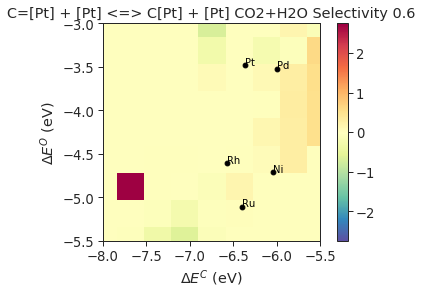 C=[Pt] + [Pt] <=> C[Pt] + [Pt] CO2+H2O Selectivity 0.6
−3.0
−3.5
−4.0
−4.5
−5.0
−5.5
ΔE^O (eV)
Pt
Pd
Rh
Ni
Ru
−8.0 −7.5 −7.0 −6.5 −6.0 −5.5
ΔE^C (eV)
2
1
0
−1
−2